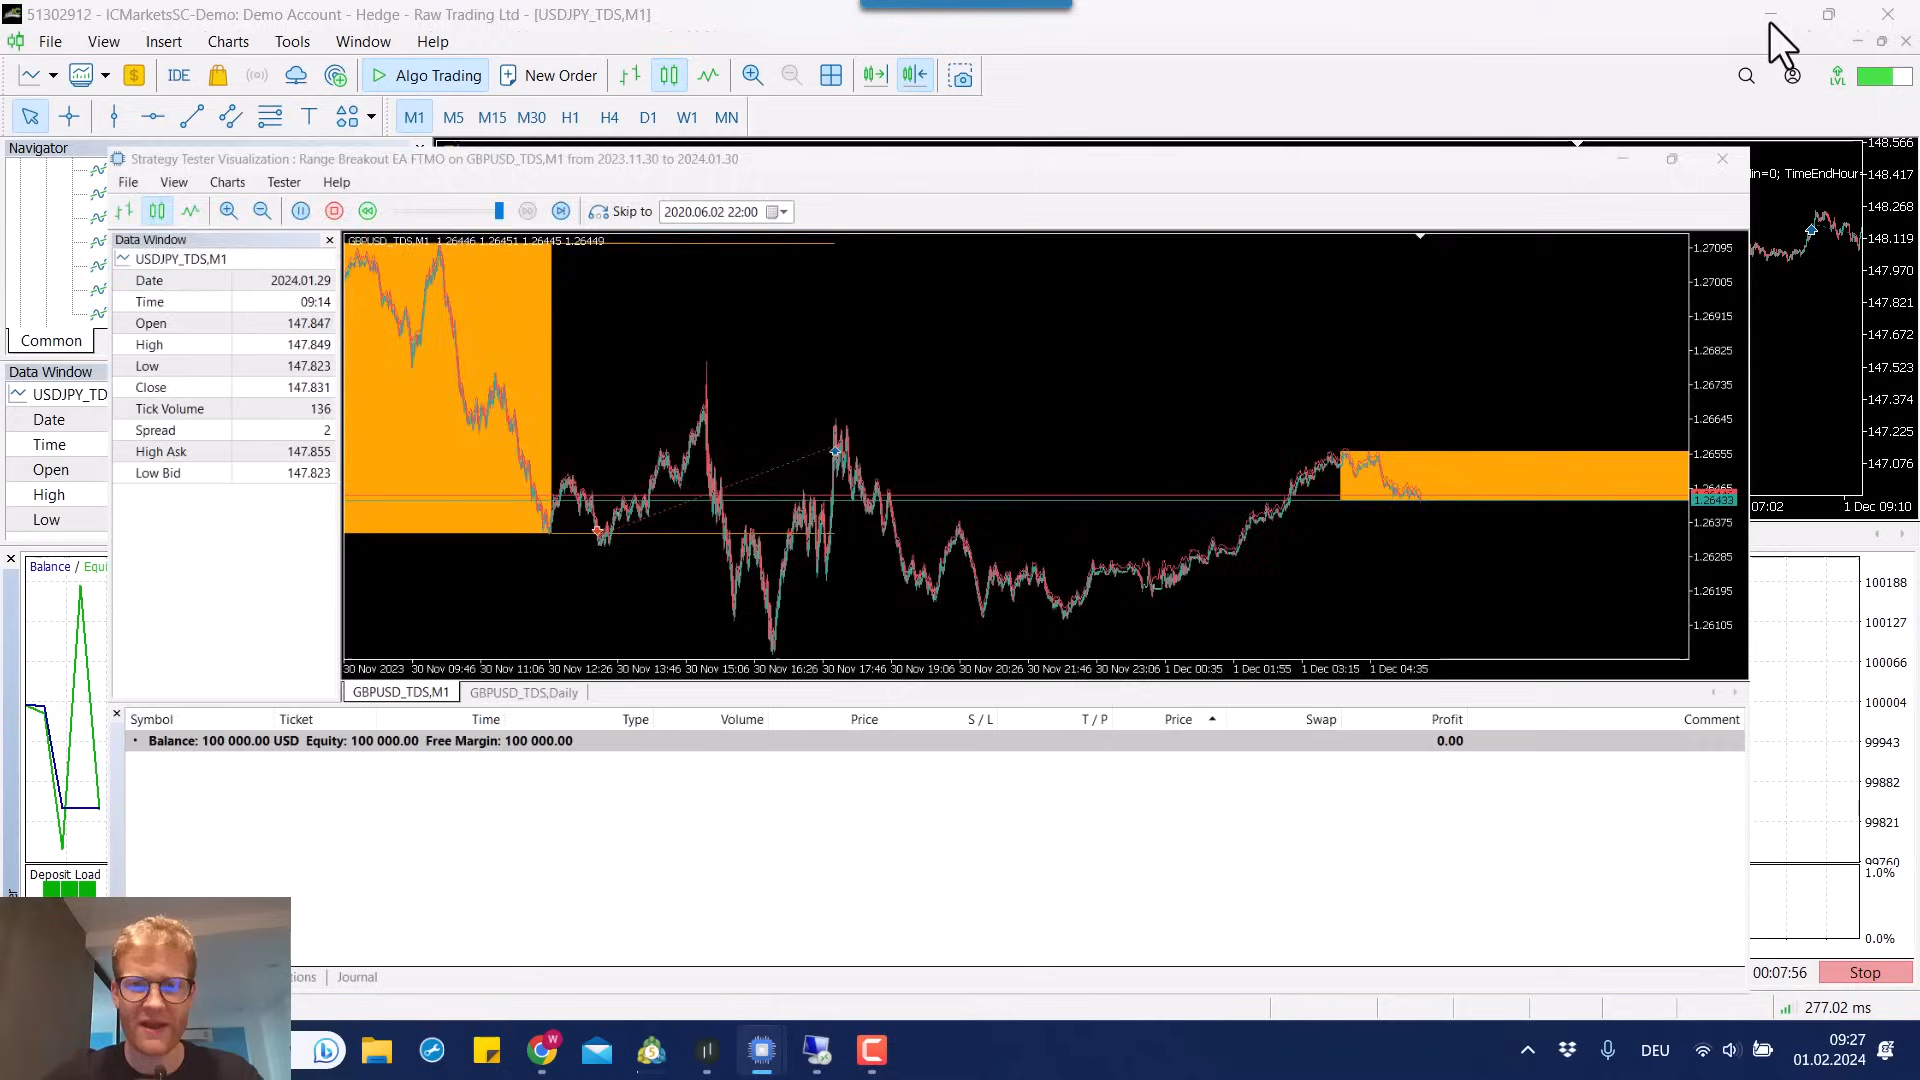 51302912 - ICMarketsSC-Demo: Demo Account - Hedge - Raw Trading Ltd - [USDJPY_TDS,M1]
File View Insert Charts Tools Window Help
IDE Algo Trading New Order LVL
M1 M5 M15 M30 H1 H4 D1 W1 MN
Navigator
Common
Data Window
USDJPY_TD
Date
Time
Open
High
Low
Strategy Tester Visualization : Range Breakout EA FTMO on GBPUSD_TDS,M1 from 2023.11.30 to 2024.01.30
File View Charts Tester Help
Skip to 2020.06.02 22:00
Data Window
USDJPY_TDS,M1
Date 2024.01.29
Time 09:14
Open 147.847
High 147.849
Low 147.823
Close 147.831
Tick Volume 136
Spread 2
High Ask 147.855
Low Bid 147.823
GBPUSD_TDS,M1 1.26446 1.26451 1.26445 1.26449
1.27095
1.27005
1.26915
1.26825
1.26735
1.26645
1.26555
1.26465
1.26433
1.26375
1.26285
1.26195
1.26105
30 Nov 2023 30 Nov 09:46 30 Nov 11:06 30 Nov 12:26 30 Nov 13:46 30 Nov 15:06 30 Nov 16:26 30 Nov 17:46 30 Nov 19:06 30 Nov 20:26 30 Nov 21:46 30 Nov 23:06 1 Dec 00:35 1 Dec 01:55 1 Dec 03:15 1 Dec 04:35
GBPUSD_TDS,M1 GBPUSD_TDS,Daily
in=0; TimeEndHour
148.566
148.417
148.268
148.119
147.970
147.821
147.672
147.523
147.374
147.225
147.076
07:02 1 Dec 09:10
Symbol Ticket Time Type Volume Price S / L T / P Price Swap Profit Comment
Balance: 100 000.00 USD Equity: 100 000.00 Free Margin: 100 000.00 0.00
Balance / Equi
Deposit Load
100188
100127
100066
100004
99943
99882
99821
99760
1.0%
0.0%
ions Journal
00:07:56 Stop
277.02 ms
W
DEU
09:27
01.02.2024